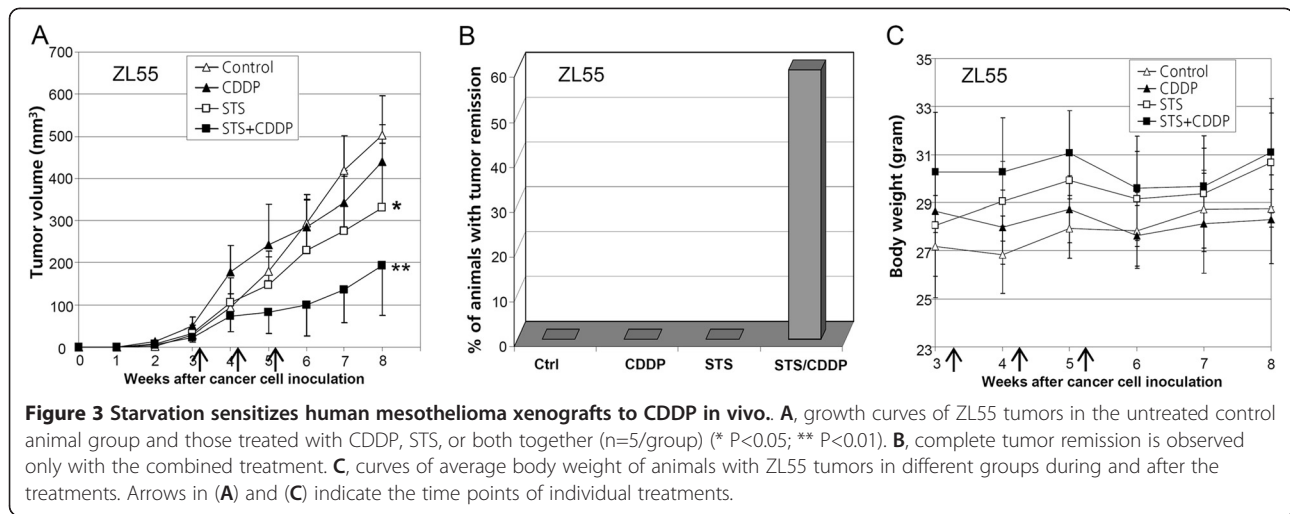 A
700
600
500
400
300
200
100
0
Tumor volume (mm³)
ZL55
Control
CDDP
STS
STS+CDDP
*
**
0 1 2 3 4 5 6 7 8
Weeks after cancer cell inoculation
B
60
50
40
30
20
10
0
% of animals with tumor remission
ZL55
Ctrl CDDP STS STS/CDDP
C
35
33
31
29
27
25
23
Body weight (gram)
ZL55
Control
CDDP
STS
STS+CDDP
3 4 5 6 7 8
Weeks after cancer cell inoculation
Figure 3 Starvation sensitizes human mesothelioma xenografts to CDDP in vivo.. A, growth curves of ZL55 tumors in the untreated control
animal group and those treated with CDDP, STS, or both together (n=5/group) (* P<0.05; ** P<0.01). B, complete tumor remission is observed
only with the combined treatment. C, curves of average body weight of animals with ZL55 tumors in different groups during and after the
treatments. Arrows in (A) and (C) indicate the time points of individual treatments.